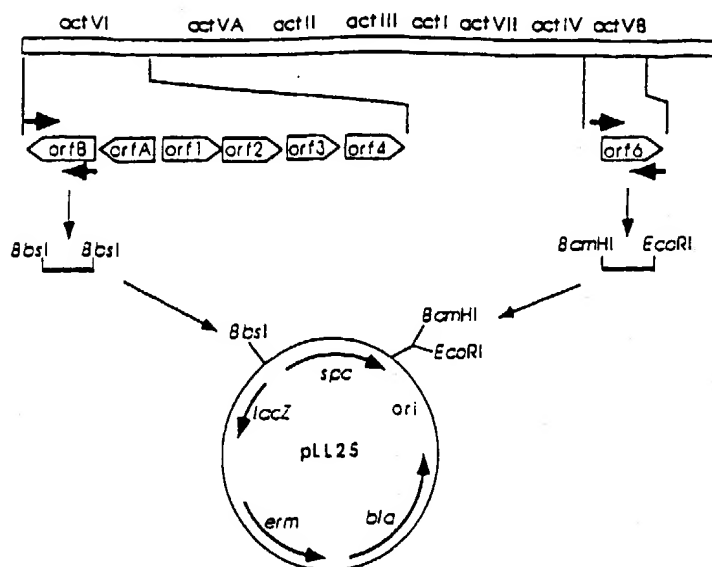 actVI actVA actII actIII actI actVII actIV actVB
orfB orfA orf1 orf2 orf3 orf4 orf6
BbsI BbsI BamHI EcoRI
BbsI
BamHI
EcoRI
spc
lacZ
ori
pLL25
erm
bla